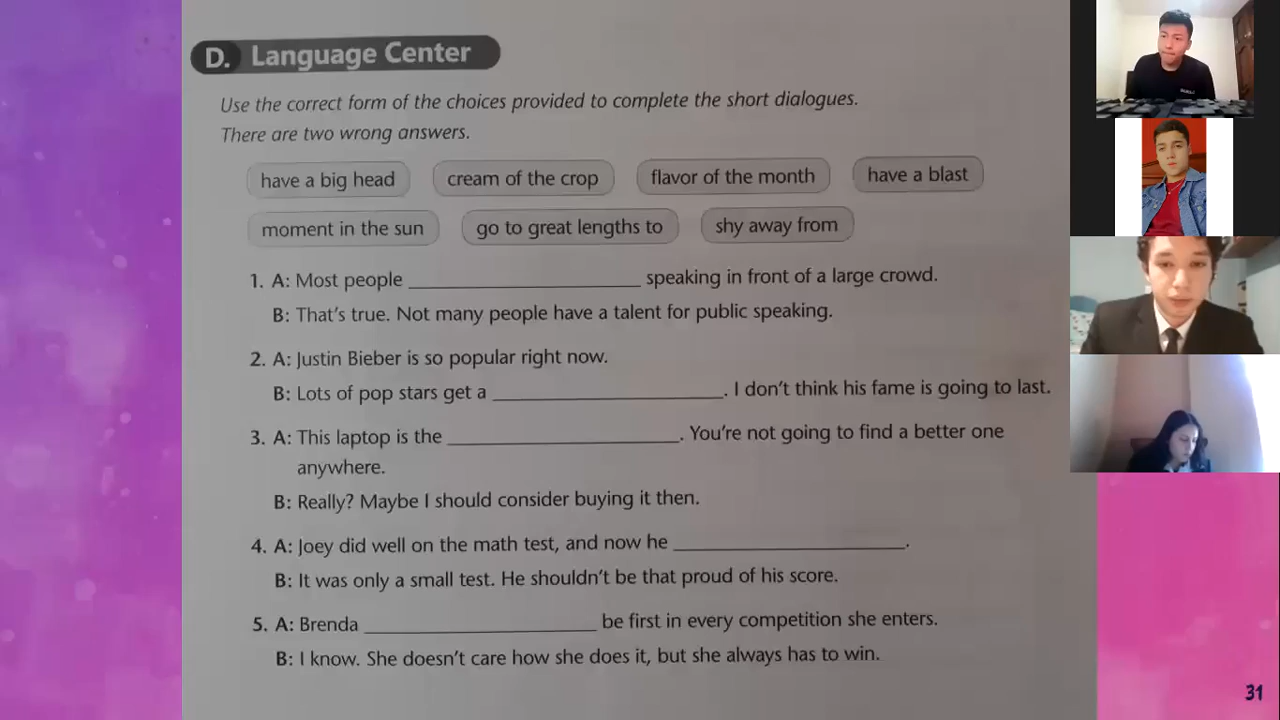 D. Language Center
Use the correct form of the choices provided to complete the short dialogues.
There are two wrong answers.
have a big head
cream of the crop
flavor of the month
have a blast
moment in the sun
go to great lengths to
shy away from
1. A: Most people ____________________ speaking in front of a large crowd.
B: That's true. Not many people have a talent for public speaking.
2. A: Justin Bieber is so popular right now.
B: Lots of pop stars get a ____________________. I don't think his fame is going to last.
3. A: This laptop is the ____________________. You're not going to find a better one
anywhere.
B: Really? Maybe I should consider buying it then.
4. A: Joey did well on the math test, and now he ____________________.
B: It was only a small test. He shouldn't be that proud of his score.
5. A: Brenda ____________________ be first in every competition she enters.
B: I know. She doesn't care how she does it, but she always has to win.
31